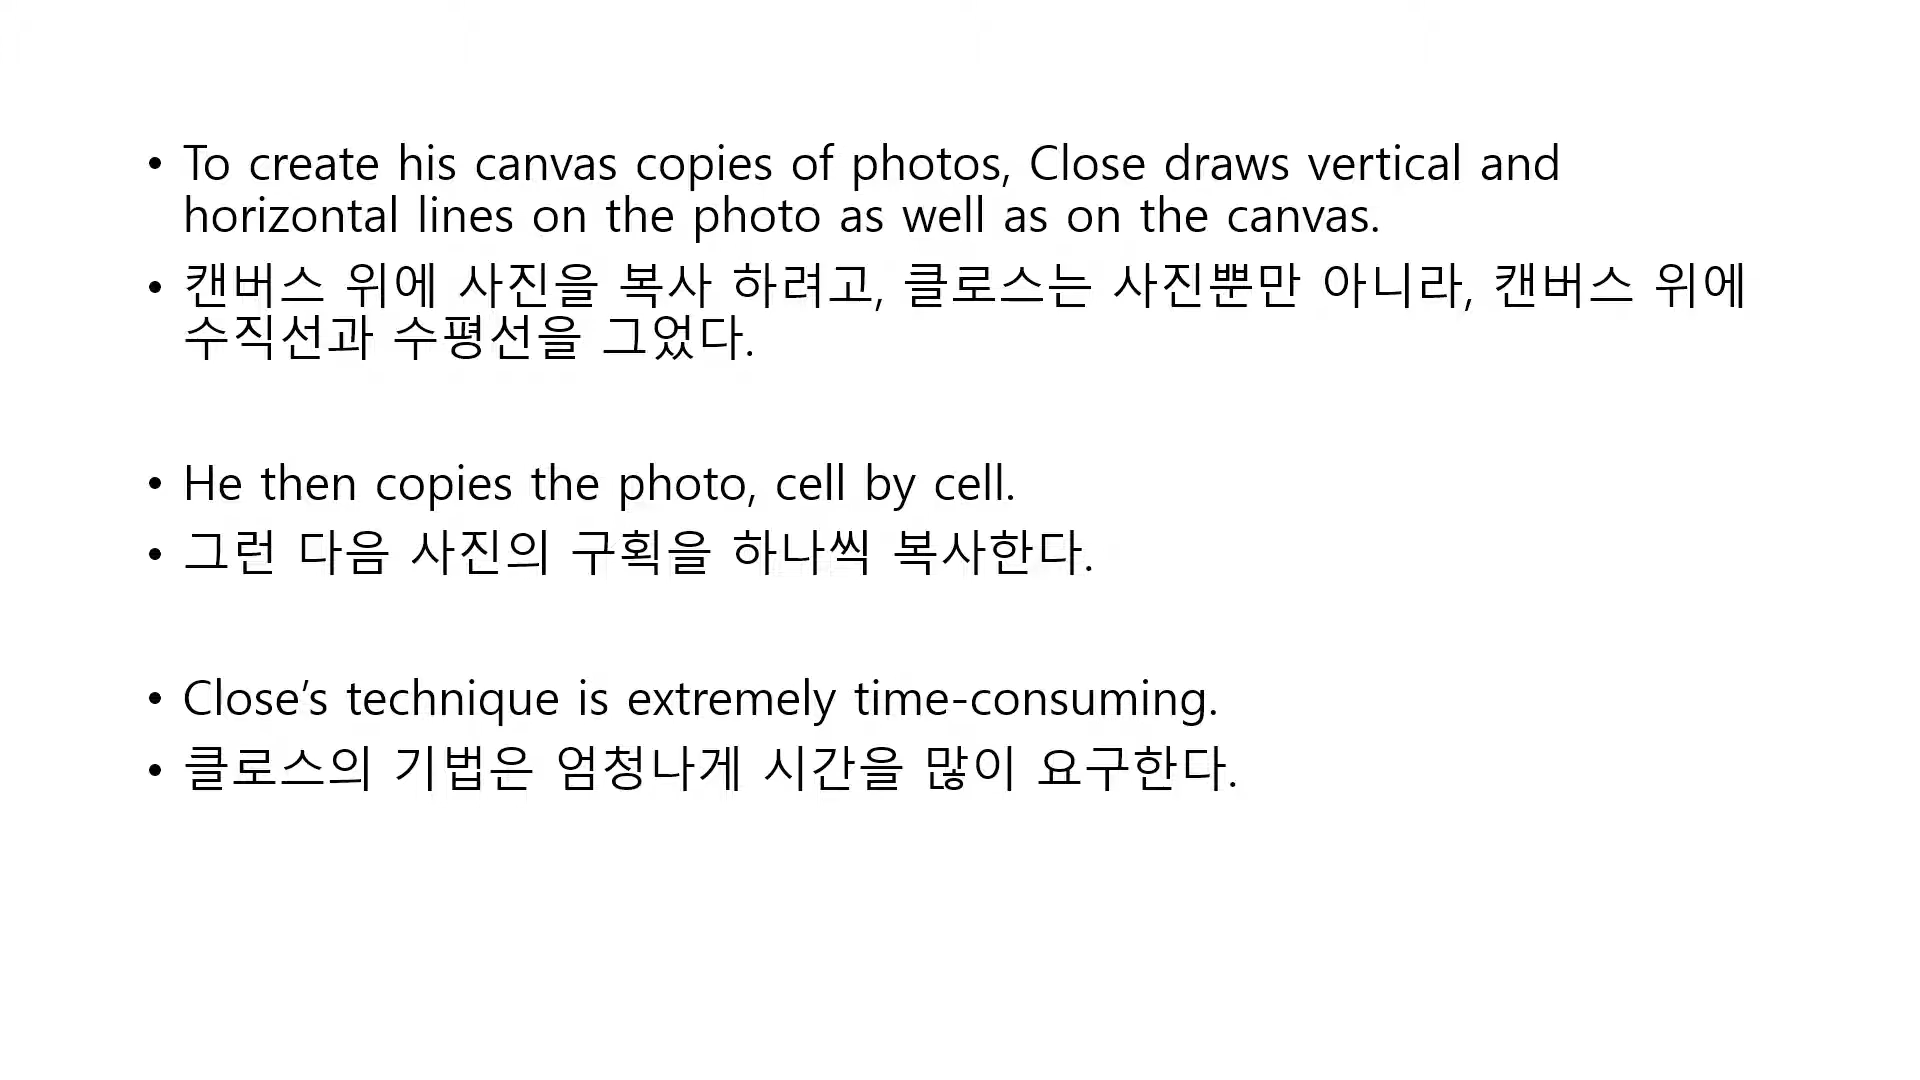 • To create his canvas copies of photos, Close draws vertical and
horizontal lines on the photo as well as on the canvas.
• 캔버스 위에 사진을 복사 하려고, 클로스는 사진뿐만 아니라, 캔버스 위에
수직선과 수평선을 그었다.
• He then copies the photo, cell by cell.
• 그런 다음 사진의 구획을 하나씩 복사한다.
• Close’s technique is extremely time-consuming.
• 클로스의 기법은 엄청나게 시간을 많이 요구한다.